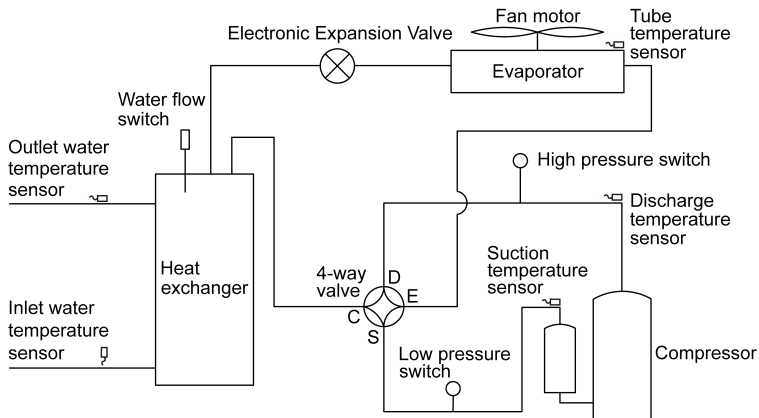 Fan motor
Tube
temperature
sensor
Electronic Expansion Valve
Evaporator
Water flow
switch
Outlet water
temperature
sensor
High pressure switch
Discharge
temperature
sensor
Heat
exchanger
4-way
valve
D
E
C
S
Suction
temperature
sensor
Inlet water
temperature
sensor
Low pressure
switch
Compressor